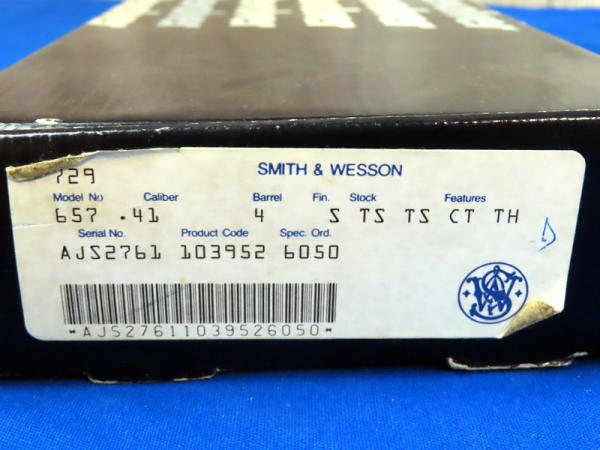 729
SMITH & WESSON
Model No Caliber Barrel Fin. Stock Features
657 .41 4 S TS TS CT TH
Serial No. Product Code Spec. Ord.
AJS2761 103952 6050
*AJS27611039526050*